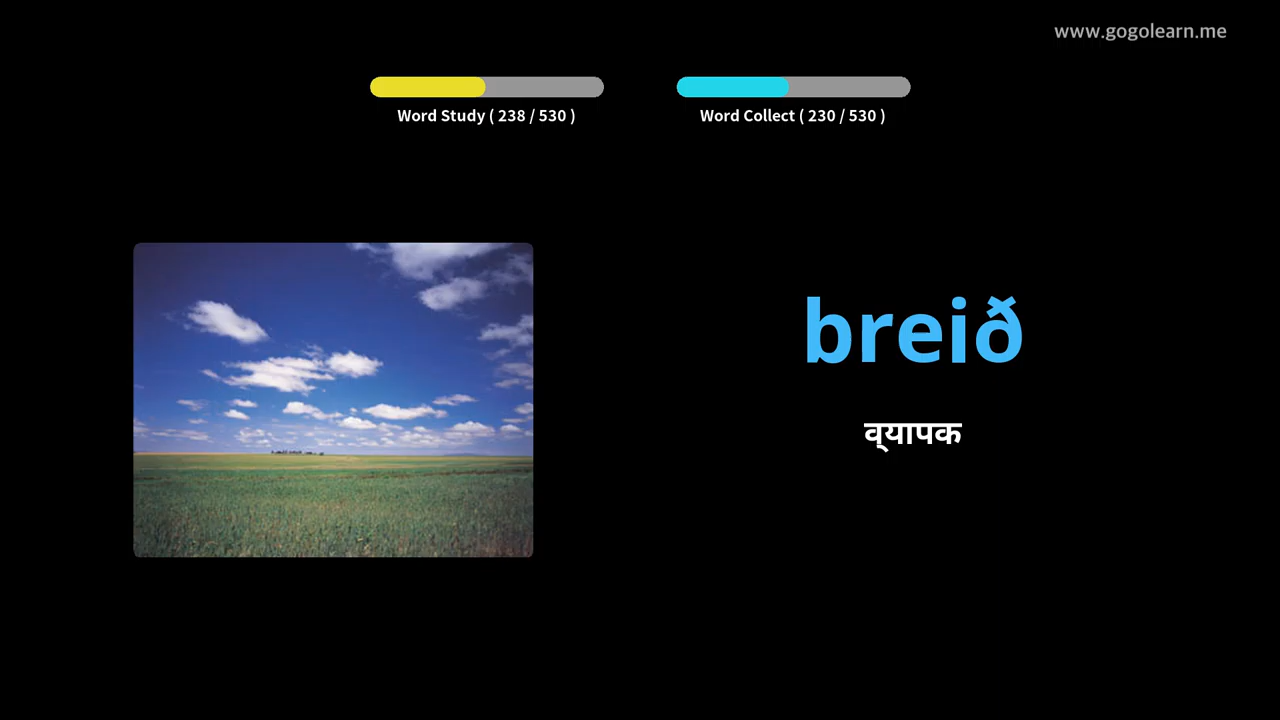 www.gogolearn.me
Word Study ( 238 / 530 )
Word Collect ( 230 / 530 )
breið
व्यापक